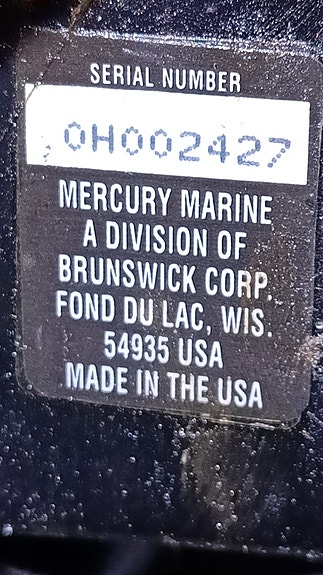 SERIAL NUMBER
0H002427
MERCURY MARINE
A DIVISION OF
BRUNSWICK CORP.
FOND DU LAC, WIS.
54935 USA
MADE IN THE USA